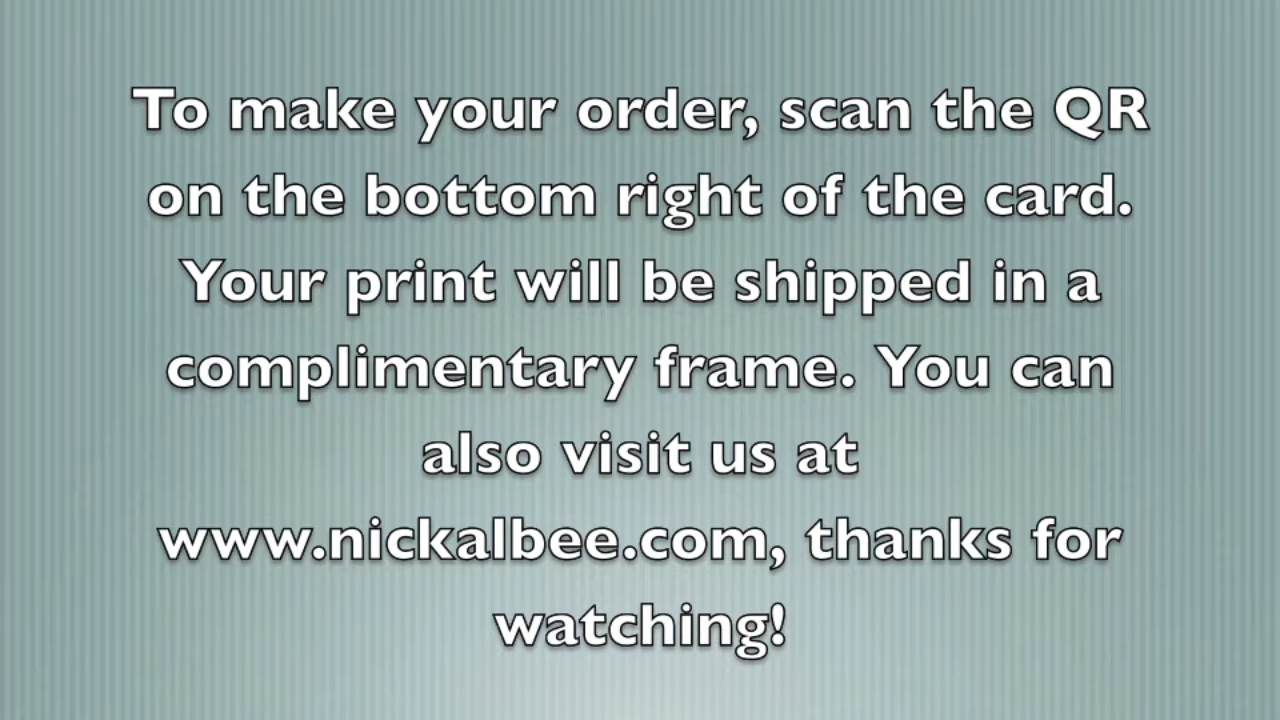 To make your order, scan the QR
on the bottom right of the card.
Your print will be shipped in a
complimentary frame. You can
also visit us at
www.nickalbee.com, thanks for
watching!